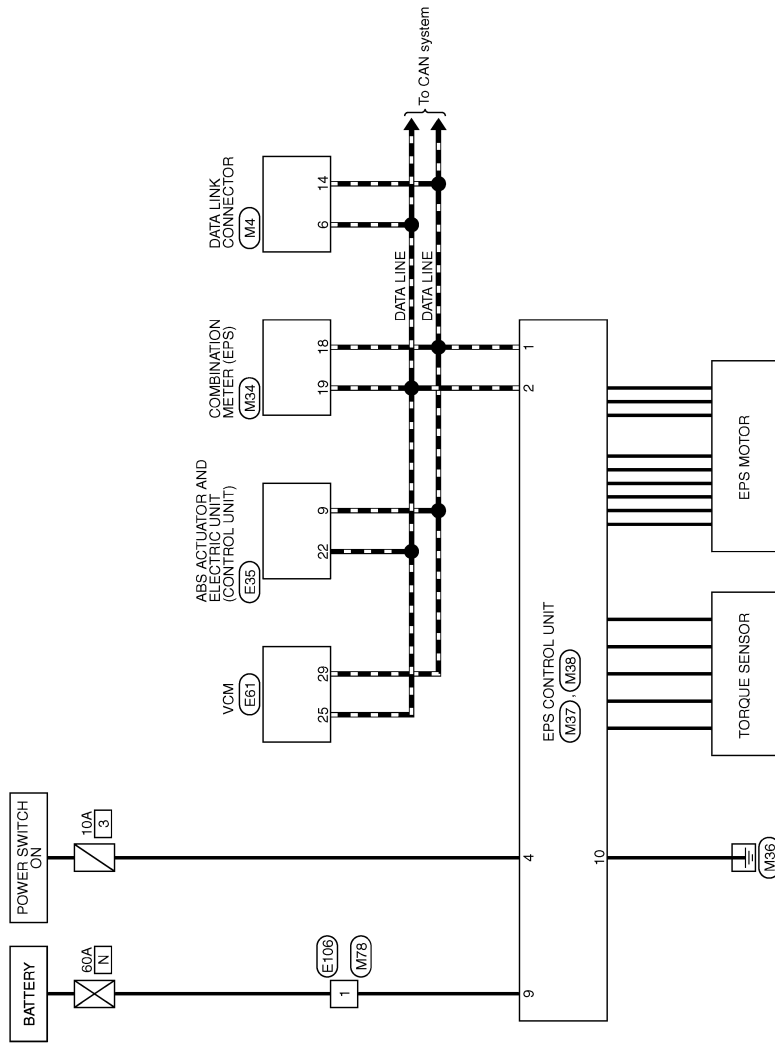 BATTERY
60A
N
E106
1
M78
9
POWER SWITCH
ON
10A
3
4
VCM
E61
25
29
ABS ACTUATOR AND
ELECTRIC UNIT
(CONTROL UNIT)
E35
22
9
COMBINATION
METER (EPS)
M34
19
18
DATA LINK
CONNECTOR
M4
6
14
DATA LINE
DATA LINE
To CAN system
2
1
EPS CONTROL UNIT
M37 , M38
10
M36
TORQUE SENSOR
EPS MOTOR